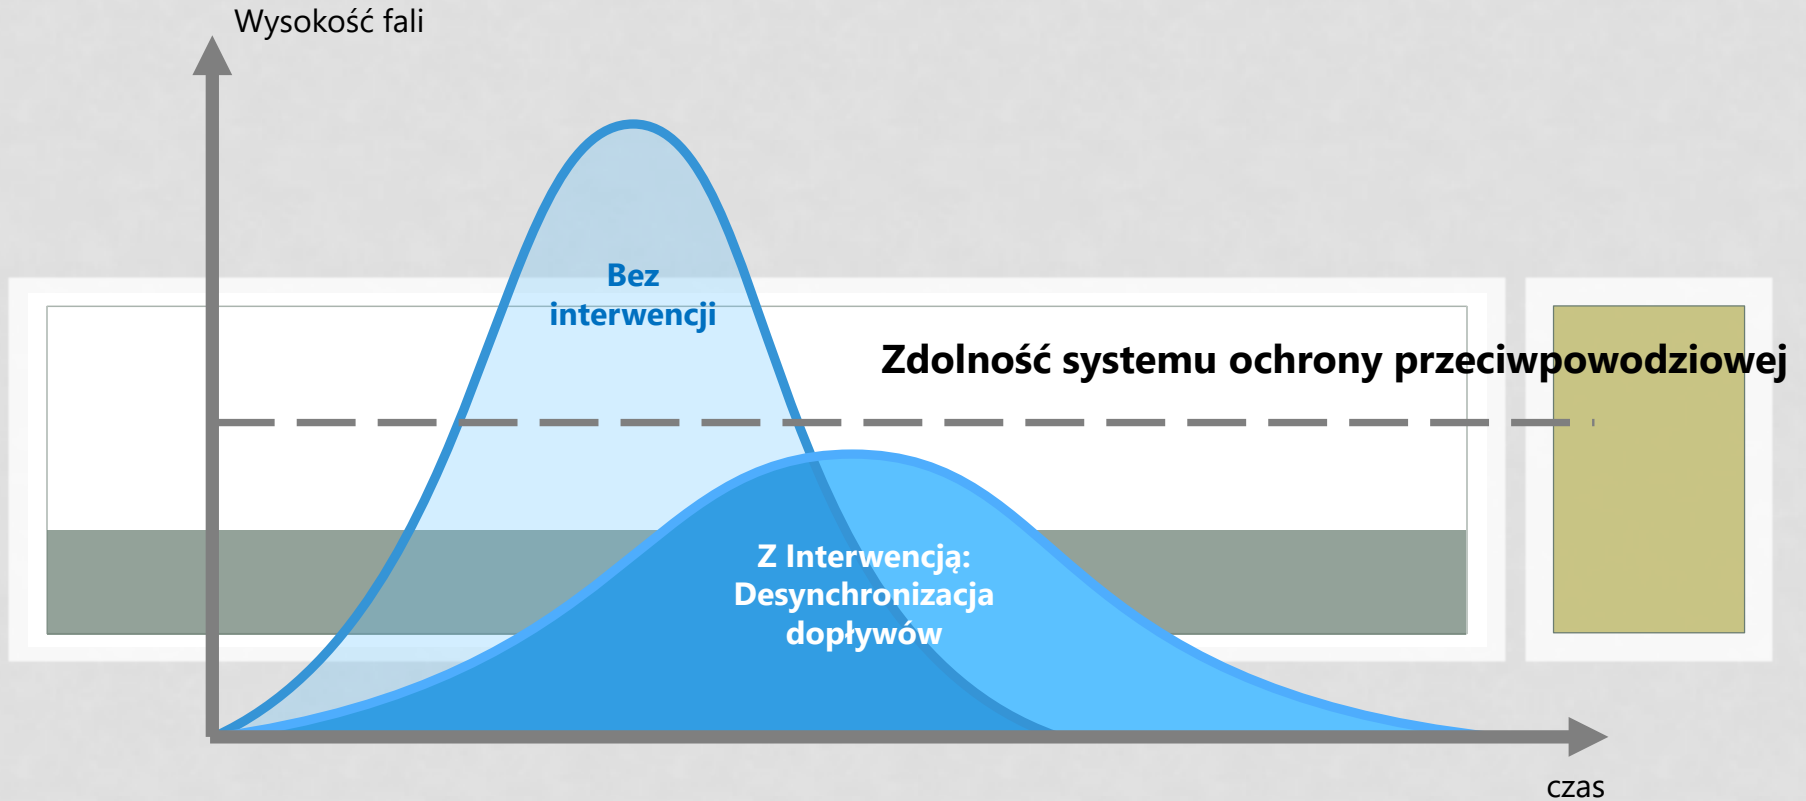 Wysokość fali
Bez
interwencji
Zdolność systemu ochrony przeciwpowodziowej
Z Interwencją:
Desynchronizacja
dopływów
czas